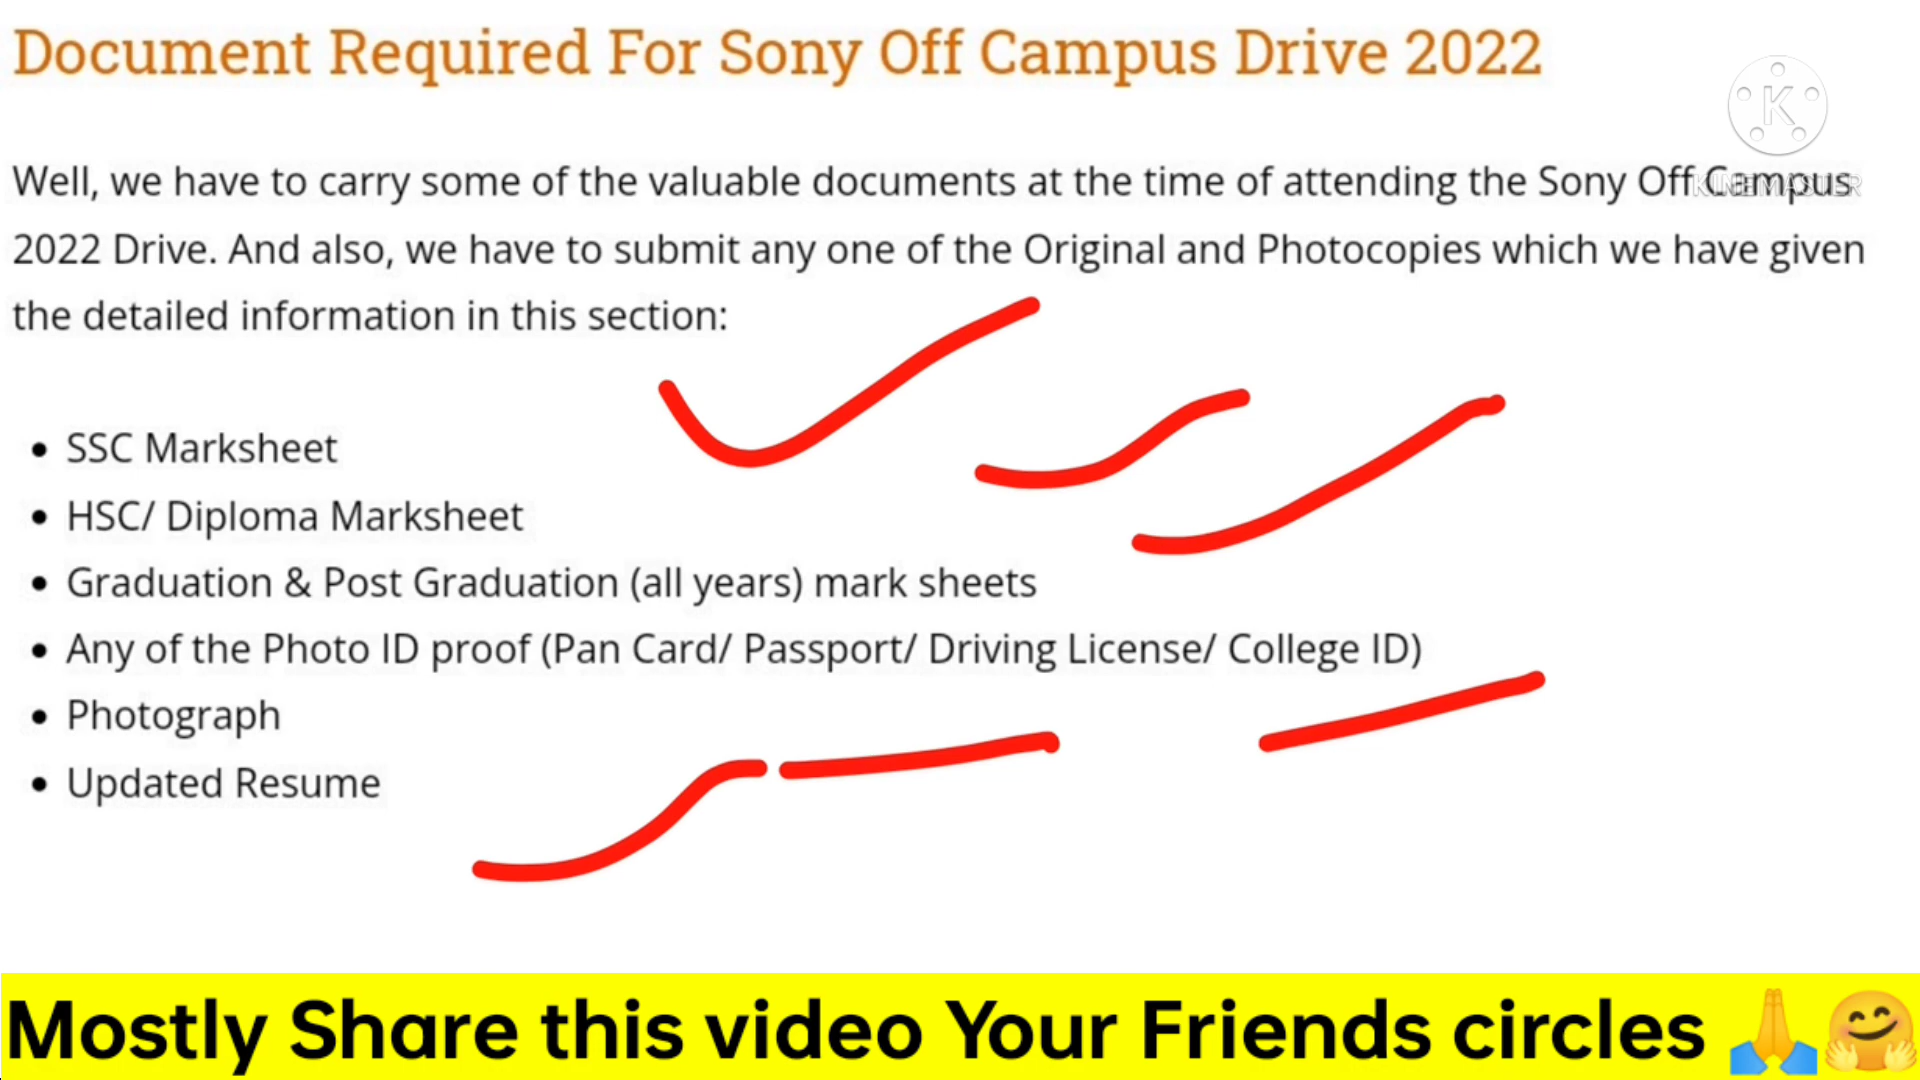 Document Required For Sony Off Campus Drive 2022
K
KINEMASTER
Well, we have to carry some of the valuable documents at the time of attending the Sony Off Campus
2022 Drive. And also, we have to submit any one of the Original and Photocopies which we have given
the detailed information in this section:
SSC Marksheet
HSC/ Diploma Marksheet
Graduation & Post Graduation (all years) mark sheets
Any of the Photo ID proof (Pan Card/ Passport/ Driving License/ College ID)
Photograph
Updated Resume
Mostly Share this video Your Friends circles 🙏🤗